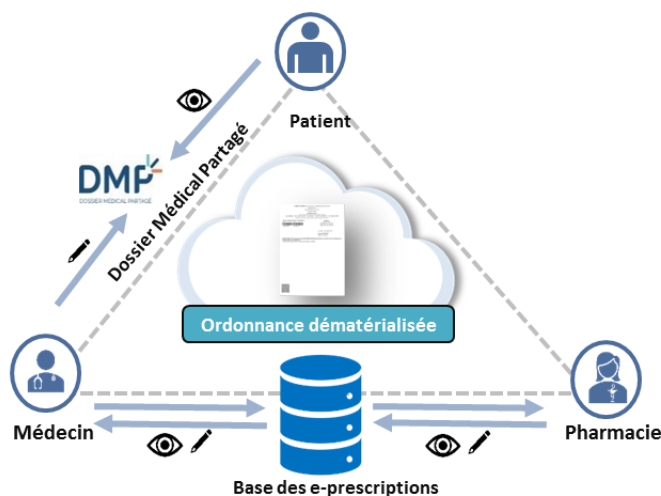 Patient
DMP
DOSSIER MÉDICAL PARTAGÉ
Dossier Médical Partagé
Ordonnance dématérialisée
Médecin
Pharmacie
Base des e-prescriptions